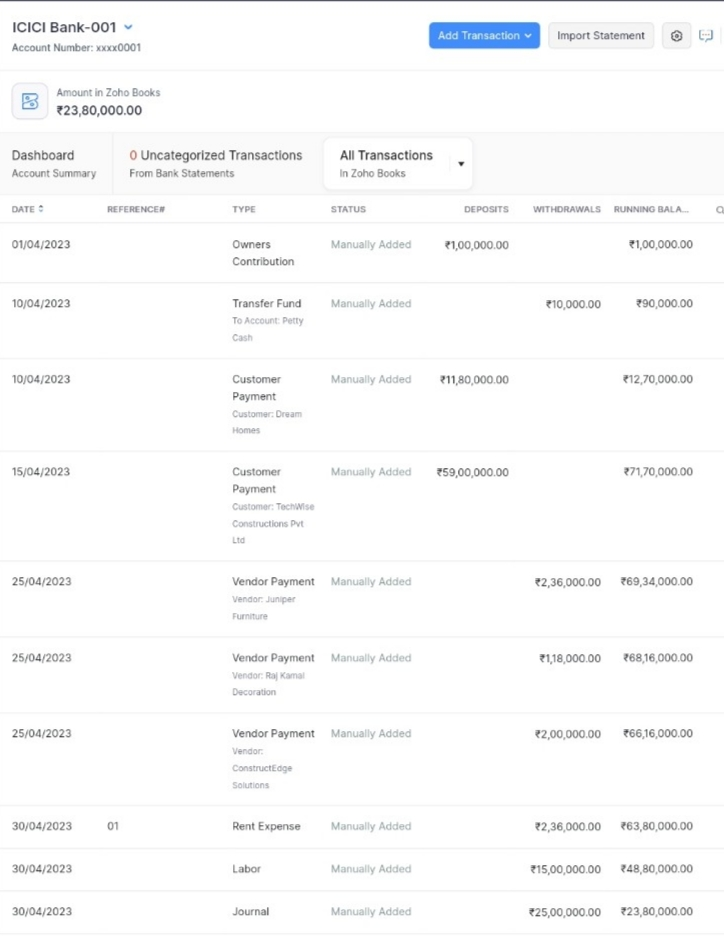 ICICI Bank-001
Account Number: xxxx0001
Add Transaction
Import Statement
Amount in Zoho Books
₹23,80,000.00
Dashboard
Account Summary
0 Uncategorized Transactions
From Bank Statements
All Transactions
In Zoho Books
DATE REFERENCE# TYPE STATUS DEPOSITS WITHDRAWALS RUNNING BALA...
01/04/2023 Owners Manually Added ₹1,00,000.00 ₹1,00,000.00
Contribution
10/04/2023 Transfer Fund Manually Added ₹10,000.00 ₹90,000.00
To Account: Petty
Cash
10/04/2023 Customer Manually Added ₹11,80,000.00 ₹12,70,000.00
Payment
Customer: Dream
Homes
15/04/2023 Customer Manually Added ₹59,00,000.00 ₹71,70,000.00
Payment
Customer: TechWise
Constructions Pvt
Ltd
25/04/2023 Vendor Payment Manually Added ₹2,36,000.00 ₹69,34,000.00
Vendor: Juniper
Furniture
25/04/2023 Vendor Payment Manually Added ₹1,18,000.00 ₹68,16,000.00
Vendor: Raj Kamal
Decoration
25/04/2023 Vendor Payment Manually Added ₹2,00,000.00 ₹66,16,000.00
Vendor:
ConstructEdge
Solutions
30/04/2023 01 Rent Expense Manually Added ₹2,36,000.00 ₹63,80,000.00
30/04/2023 Labor Manually Added ₹15,00,000.00 ₹48,80,000.00
30/04/2023 Journal Manually Added ₹25,00,000.00 ₹23,80,000.00